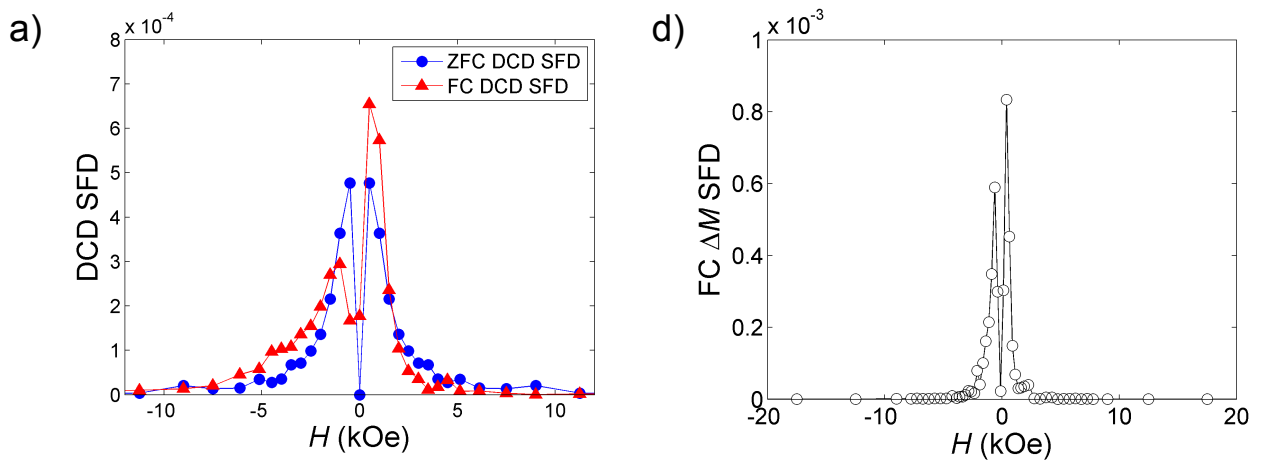 a)
x 10⁻⁴
8
7
6
5
4
3
2
1
0
DCD SFD
ZFC DCD SFD
FC DCD SFD
-10
-5
0
5
10
H (kOe)
d)
x 10⁻³
1
0.8
0.6
0.4
0.2
0
FC ΔM SFD
-20
-10
0
10
20
H (kOe)